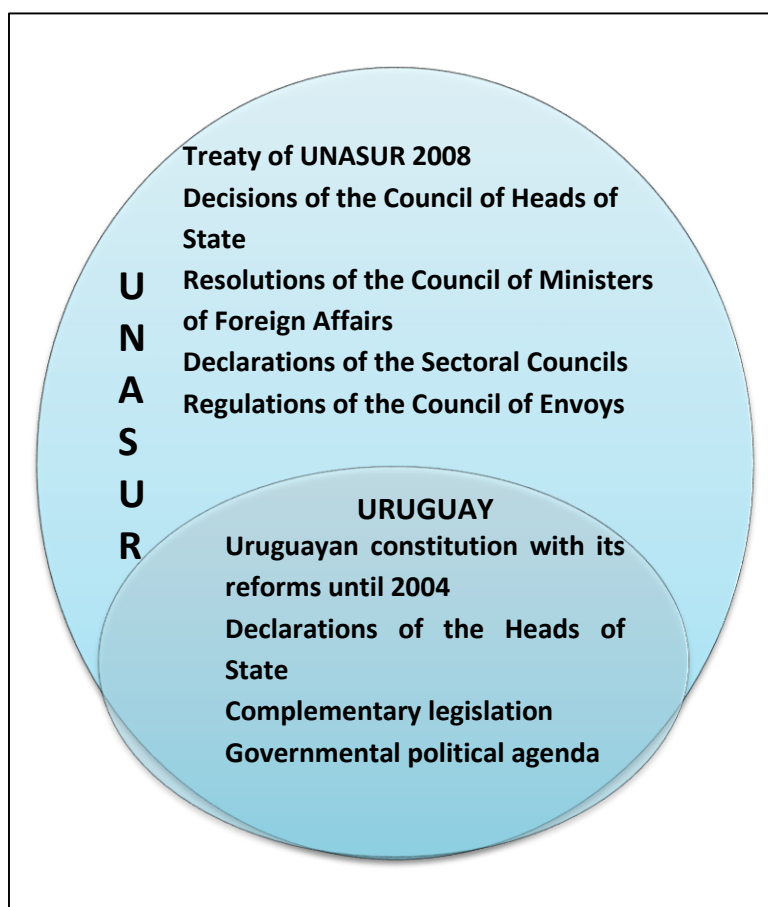 Treaty of UNASUR 2008
Decisions of the Council of Heads of
State
Resolutions of the Council of Ministers
of Foreign Affairs
Declarations of the Sectoral Councils
Regulations of the Council of Envoys
U
N
A
S
U
R
URUGUAY
Uruguayan constitution with its
reforms until 2004
Declarations of the Heads of
State
Complementary legislation
Governmental political agenda